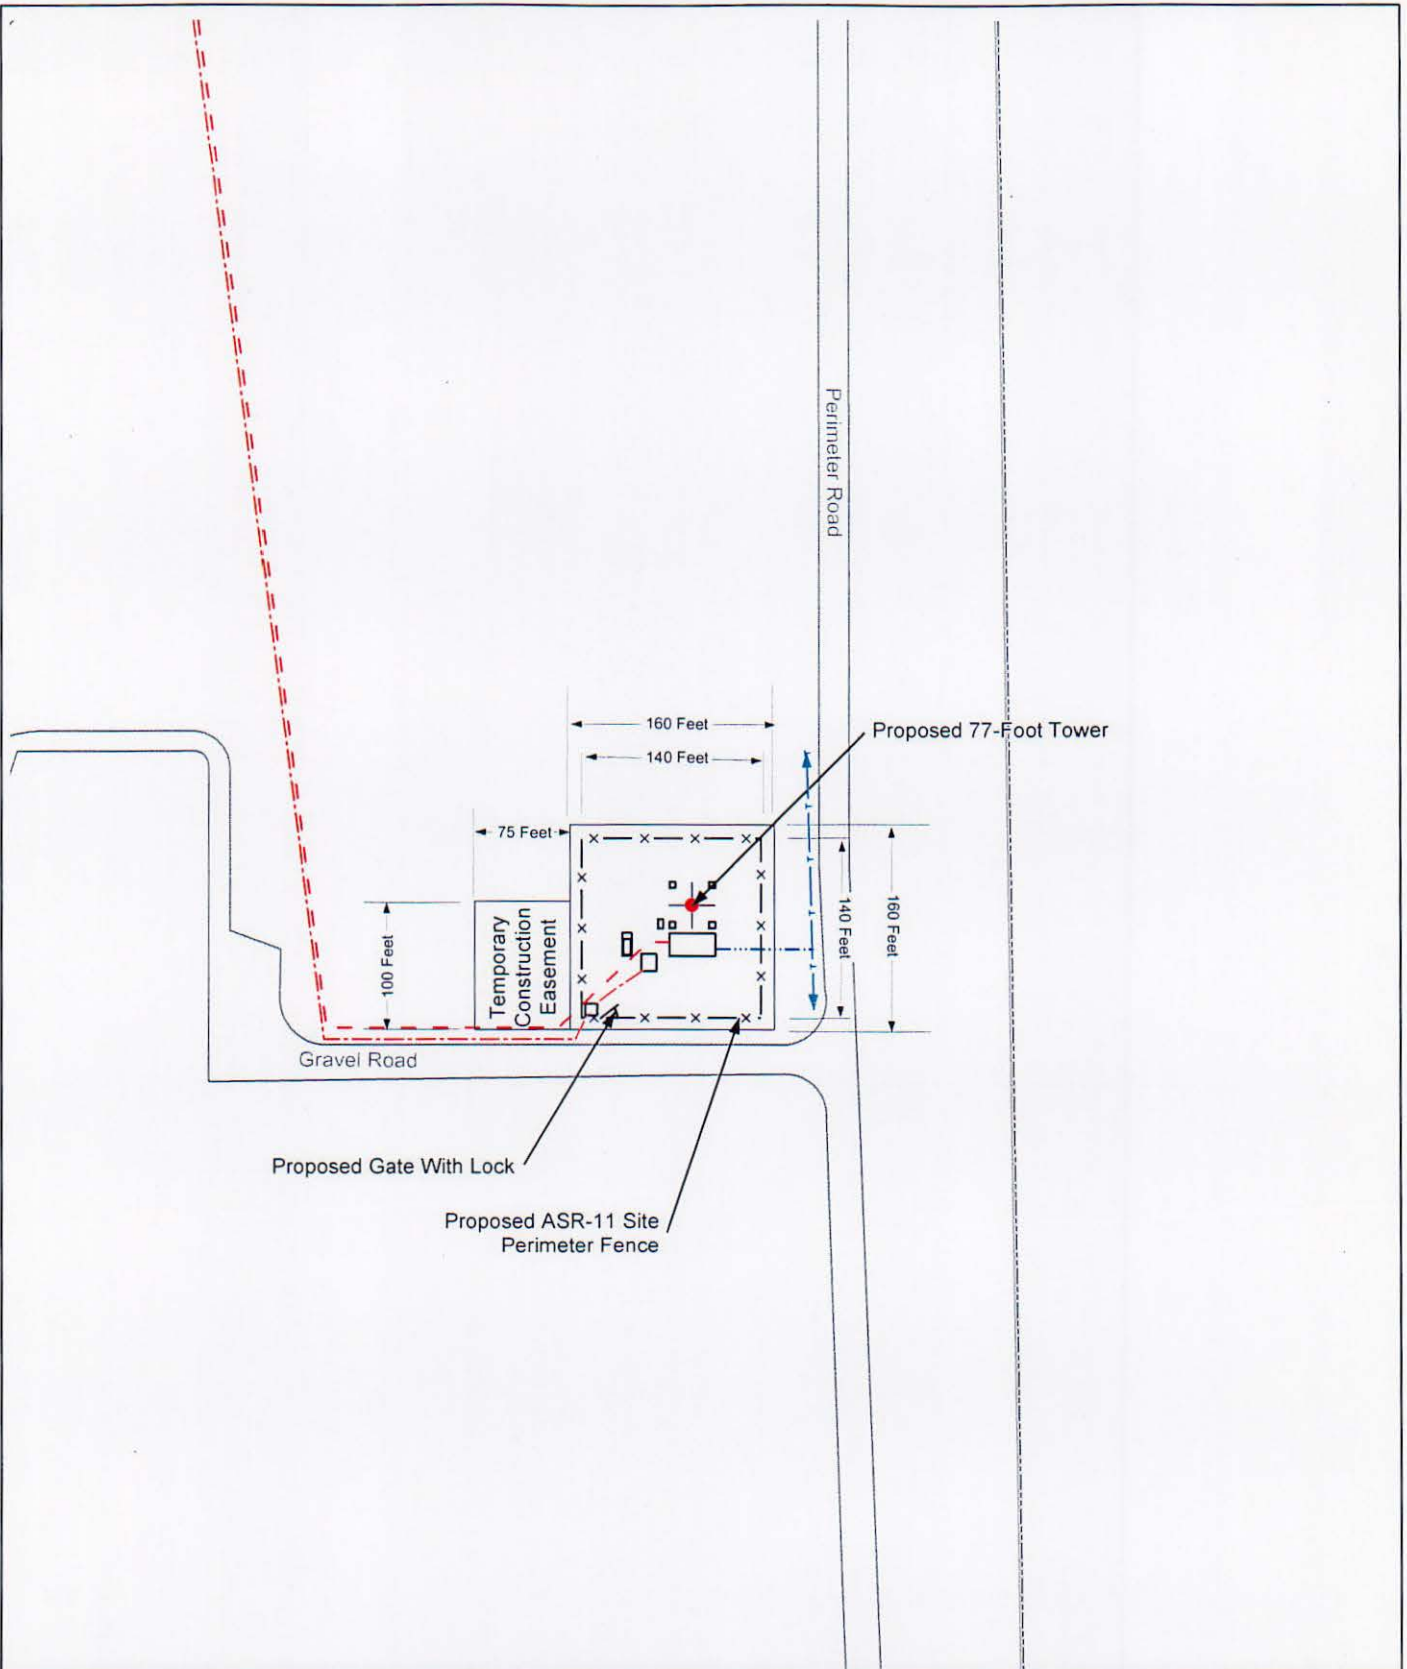 Perimeter Road
160 Feet
140 Feet
Proposed 77-Foot Tower
75 Feet
100 Feet
Temporary
Construction
Easement
140 Feet
160 Feet
T
T
T
T
Gravel Road
Proposed Gate With Lock
Proposed ASR-11 Site
Perimeter Fence